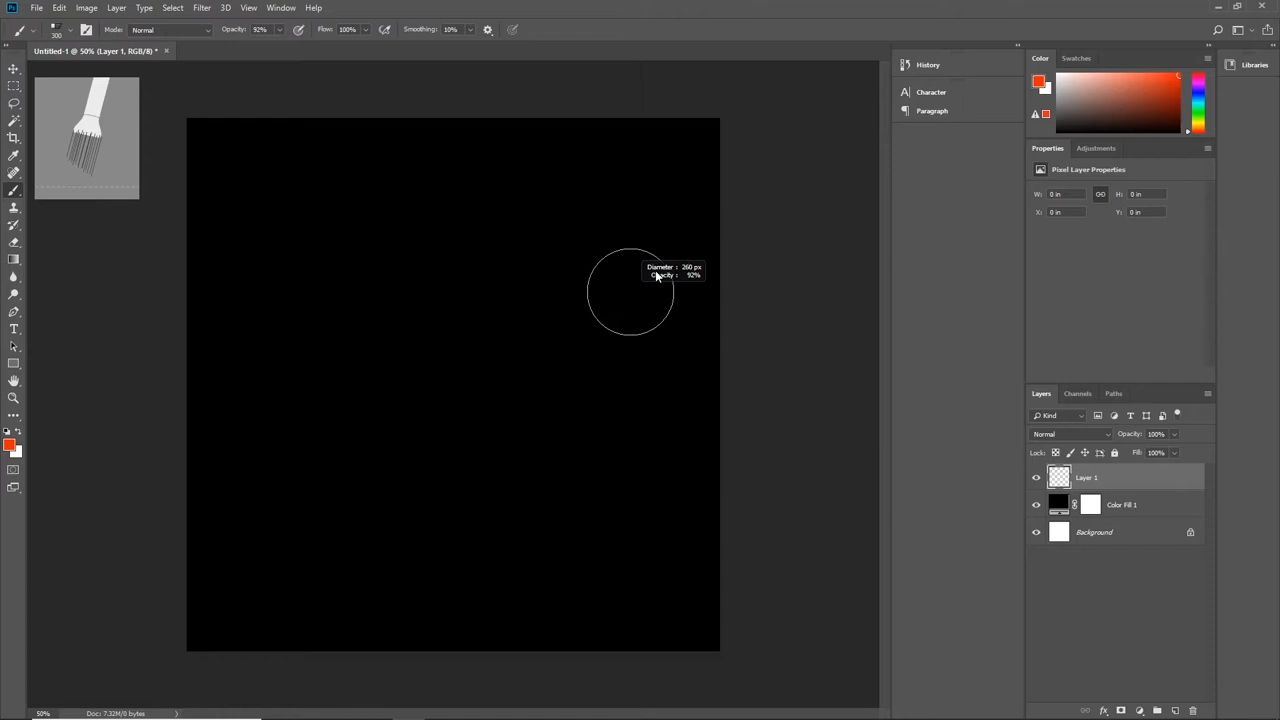 Ps File Edit Image Layer Type Select Filter 3D View Window Help
300 Mode: Normal Opacity: 92% Flow: 100% Smoothing: 10%
Untitled-1 @ 50% (Layer 1, RGB/8) *
History
Character
Paragraph
Color Swatches
Libraries
Properties Adjustments
Pixel Layer Properties
W: 0 in H: 0 in
X: 0 in Y: 0 in
Diameter : 260 px
Opacity : 92%
Layers Channels Paths
Kind
Normal Opacity: 100%
Lock: Fill: 100%
Layer 1
Color Fill 1
Background
50% Doc: 7.32M/0 bytes